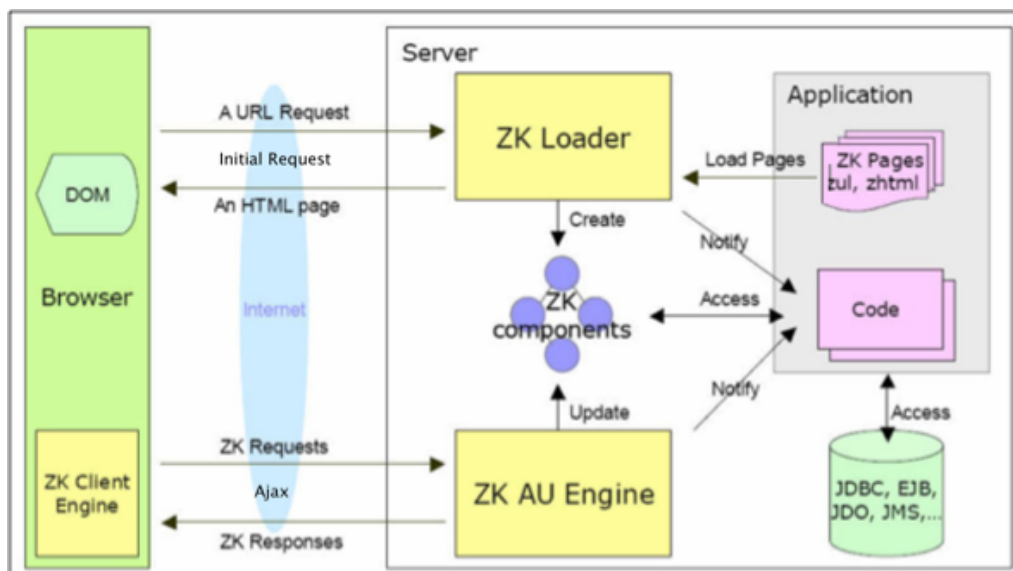 Server
A URL Request
ZK Loader
Application
Initial Request
Load Pages
ZK Pages
zul, zhtml
DOM
An HTML page
Create
Notify
Browser
Internet
ZK
components
Access
Code
Notify
Update
Access
ZK Requests
ZK Client
Engine
Ajax
ZK AU Engine
JDBC, EJB,
JDO, JMS,...
ZK Responses